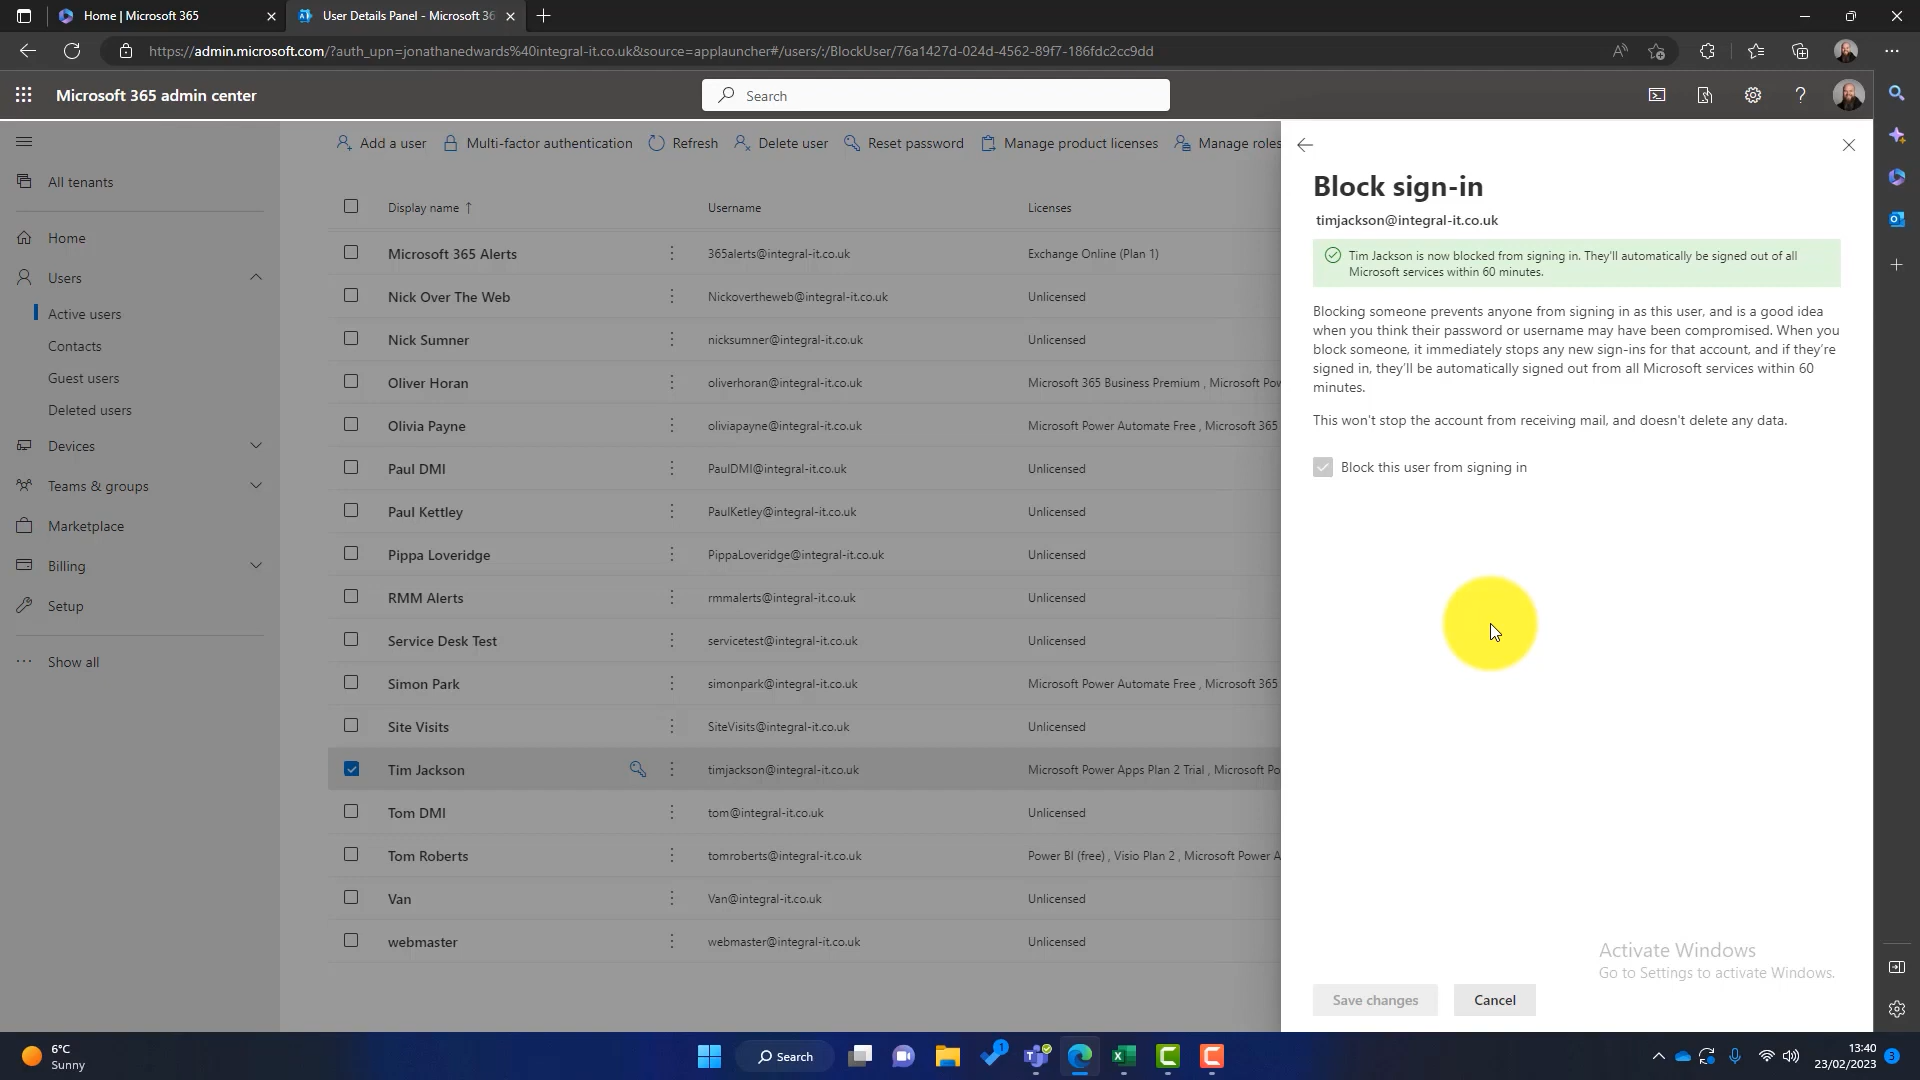 Home | Microsoft 365
User Details Panel - Microsoft 36
https://admin.microsoft.com/?auth_upn=jonathanedwards%40integral-it.co.uk&source=applauncher#/users/:/BlockUser/76a1427d-024d-4562-89f7-186fdc2cc9dd
Microsoft 365 admin center
Search
Add a user
Multi-factor authentication
Refresh
Delete user
Reset password
Manage product licenses
Manage roles
All tenants
Home
Users
Active users
Contacts
Guest users
Deleted users
Devices
Teams & groups
Marketplace
Billing
Setup
Show all
Display name ↑ Username Licenses
Microsoft 365 Alerts 365alerts@integral-it.co.uk Exchange Online (Plan 1)
Nick Over The Web Nickovertheweb@integral-it.co.uk Unlicensed
Nick Sumner nicksumner@integral-it.co.uk Unlicensed
Oliver Horan oliverhoran@integral-it.co.uk Microsoft 365 Business Premium , Microsoft Pow
Olivia Payne oliviapayne@integral-it.co.uk Microsoft Power Automate Free , Microsoft 365
Paul DMI PaulDMI@integral-it.co.uk Unlicensed
Paul Kettley PaulKetley@integral-it.co.uk Unlicensed
Pippa Loveridge PippaLoveridge@integral-it.co.uk Unlicensed
RMM Alerts rmmalerts@integral-it.co.uk Unlicensed
Service Desk Test servicetest@integral-it.co.uk Unlicensed
Simon Park simonpark@integral-it.co.uk Microsoft Power Automate Free , Microsoft 365
Site Visits SiteVisits@integral-it.co.uk Unlicensed
Tim Jackson timjackson@integral-it.co.uk Microsoft Power Apps Plan 2 Trial , Microsoft Po
Tom DMI tom@integral-it.co.uk Unlicensed
Tom Roberts tomroberts@integral-it.co.uk Power BI (free) , Visio Plan 2 , Microsoft Power A
Van Van@integral-it.co.uk Unlicensed
webmaster webmaster@integral-it.co.uk Unlicensed
Block sign-in
timjackson@integral-it.co.uk
Tim Jackson is now blocked from signing in. They'll automatically be signed out of all
Microsoft services within 60 minutes.
Blocking someone prevents anyone from signing in as this user, and is a good idea
when you think their password or username may have been compromised. When you
block someone, it immediately stops any new sign-ins for that account, and if they're
signed in, they'll be automatically signed out from all Microsoft services within 60
minutes.
This won't stop the account from receiving mail, and doesn't delete any data.
Block this user from signing in
Activate Windows
Go to Settings to activate Windows.
Save changes
Cancel
6°C
Sunny
Search
1
13:40
23/02/2023
3